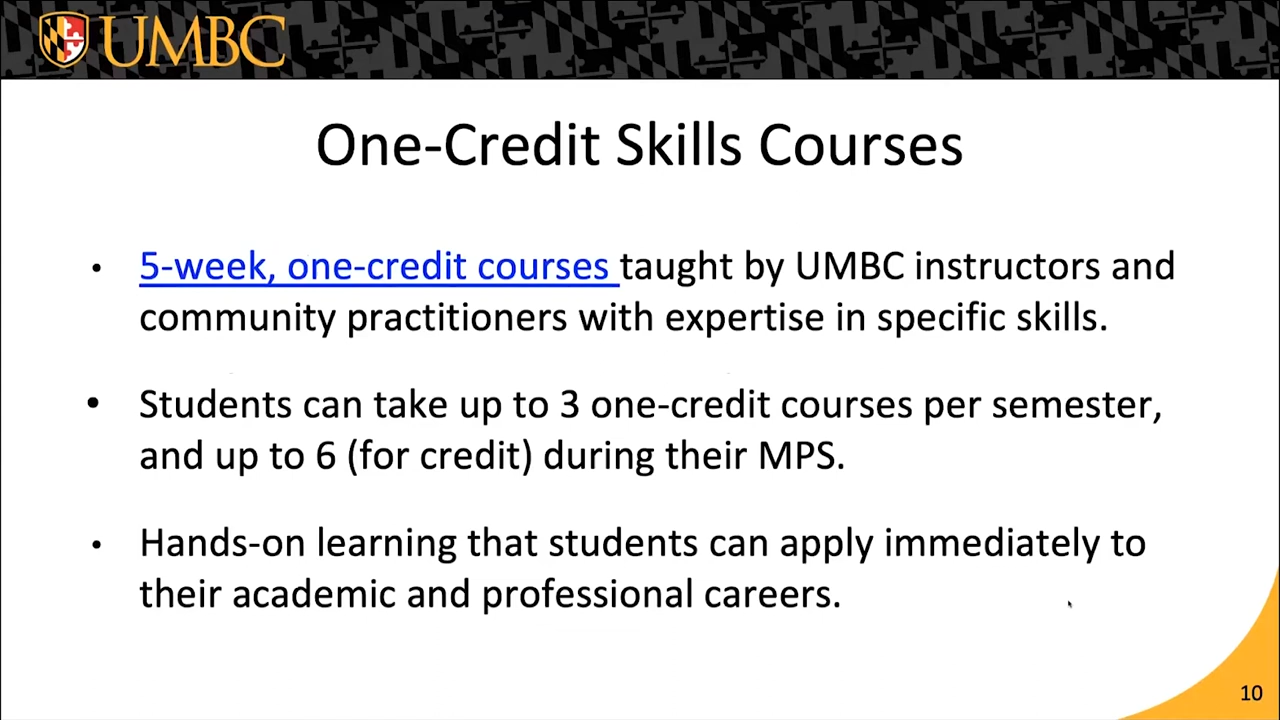 UMBC
One-Credit Skills Courses
• 5-week, one-credit courses taught by UMBC instructors and
community practitioners with expertise in specific skills.
• Students can take up to 3 one-credit courses per semester,
and up to 6 (for credit) during their MPS.
• Hands-on learning that students can apply immediately to
their academic and professional careers.
10